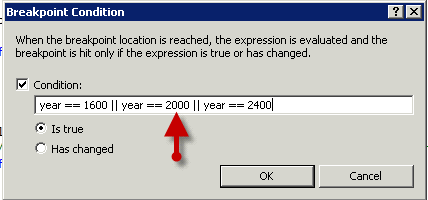 Breakpoint Condition
When the breakpoint location is reached, the expression is evaluated and the
breakpoint is hit only if the expression is true or has changed.
Condition:
year == 1600 || year == 2000 || year == 2400
Is true
Has changed
OK Cancel